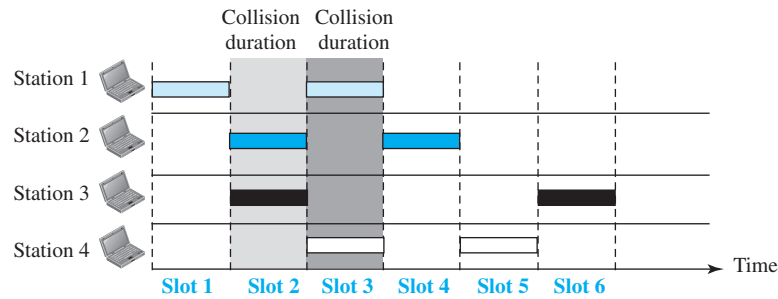 Collision Collision
duration duration
Station 1
Station 2
Station 3
Station 4
Time
Slot 1 Slot 2 Slot 3 Slot 4 Slot 5 Slot 6